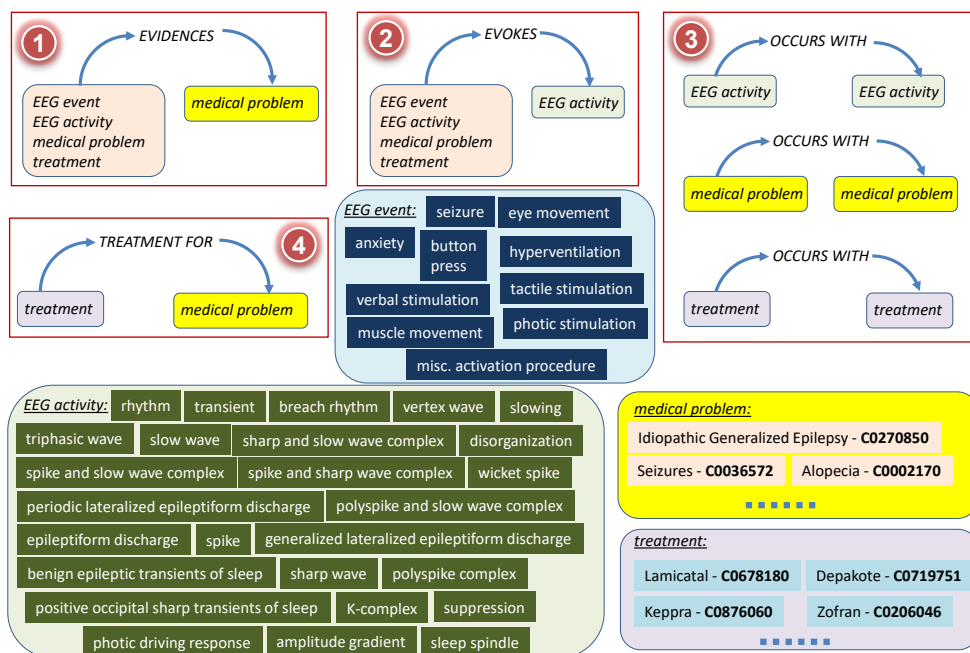 1
EVIDENCES
EEG event
EEG activity
medical problem
treatment
medical problem
2
EVOKES
EEG event
EEG activity
medical problem
treatment
EEG activity
3
OCCURS WITH
EEG activity
EEG activity
OCCURS WITH
medical problem
medical problem
OCCURS WITH
treatment
treatment
4
TREATMENT FOR
treatment
medical problem
EEG event:
seizure
eye movement
anxiety
button
press
hyperventilation
verbal stimulation
tactile stimulation
muscle movement
photic stimulation
misc. activation procedure
EEG activity:
rhythm
transient
breach rhythm
vertex wave
slowing
triphasic wave
slow wave
sharp and slow wave complex
disorganization
spike and slow wave complex
spike and sharp wave complex
wicket spike
periodic lateralized epileptiform discharge
polyspike and slow wave complex
epileptiform discharge
spike
generalized lateralized epileptiform discharge
benign epileptic transients of sleep
sharp wave
polyspike complex
positive occipital sharp transients of sleep
K-complex
suppression
photic driving response
amplitude gradient
sleep spindle
medical problem:
Idiopathic Generalized Epilepsy - C0270850
Seizures - C0036572
Alopecia - C0002170
treatment:
Lamicatal - C0678180
Depakote - C0719751
Keppra - C0876060
Zofran - C0206046